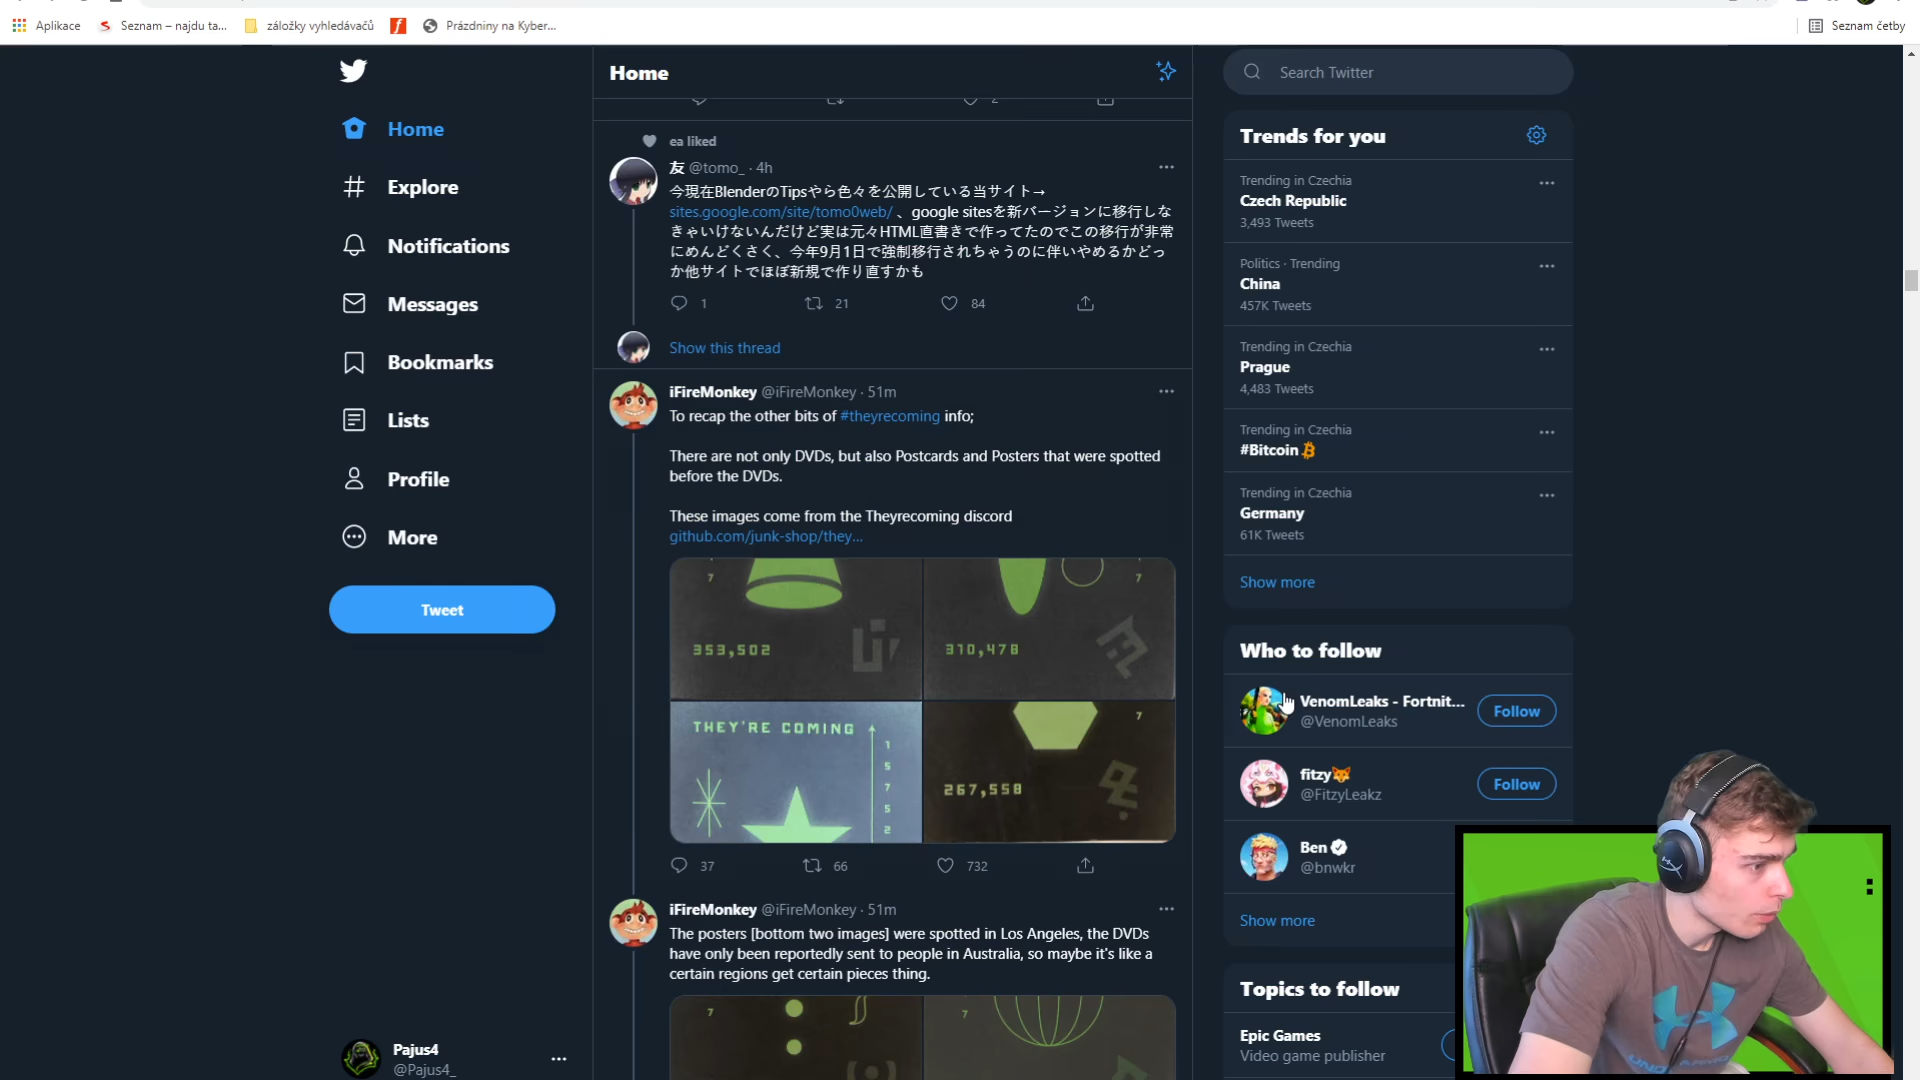 Aplikace
Seznam – najdu ta...
záložky vyhledávačů
Prázdniny na Kyber...
Seznam četby
Home
Explore
Notifications
Messages
Bookmarks
Lists
Profile
More
Tweet
Pajus4
@Pajus4_
Home
2
ea liked
友 @tomo_ · 4h
今現在BlenderのTipsやら色々を公開している当サイト→
sites.google.com/site/tomo0web/ 、google sitesを新バージョンに移行しな
きゃいけないんだけど実は元々HTML直書きで作ってたのでこの移行が非常
にめんどくさく、今年9月1日で強制移行されちゃうのに伴いやめるかどっ
か他サイトでほぼ新規で作り直すかも
1 21 84
Show this thread
iFireMonkey @iFireMonkey · 51m
To recap the other bits of #theyrecoming info;
There are not only DVDs, but also Postcards and Posters that were spotted
before the DVDs.
These images come from the Theyrecoming discord
github.com/junk-shop/they...
7
353,502
7
310,478
THEY'RE COMING
1
5
7
5
2
7
267,558
37 66 732
iFireMonkey @iFireMonkey · 51m
The posters [bottom two images] were spotted in Los Angeles, the DVDs
have only been reportedly sent to people in Australia, so maybe it's like a
certain regions get certain pieces thing.
7
7
Search Twitter
Trends for you
Trending in Czechia
Czech Republic
3,493 Tweets
Politics · Trending
China
457K Tweets
Trending in Czechia
Prague
4,483 Tweets
Trending in Czechia
#Bitcoin
Trending in Czechia
Germany
61K Tweets
Show more
Who to follow
VenomLeaks - Fortnit...
@VenomLeaks
Follow
fitzy
@FitzyLeakz
Follow
Ben
@bnwkr
Show more
Topics to follow
Epic Games
Video game publisher